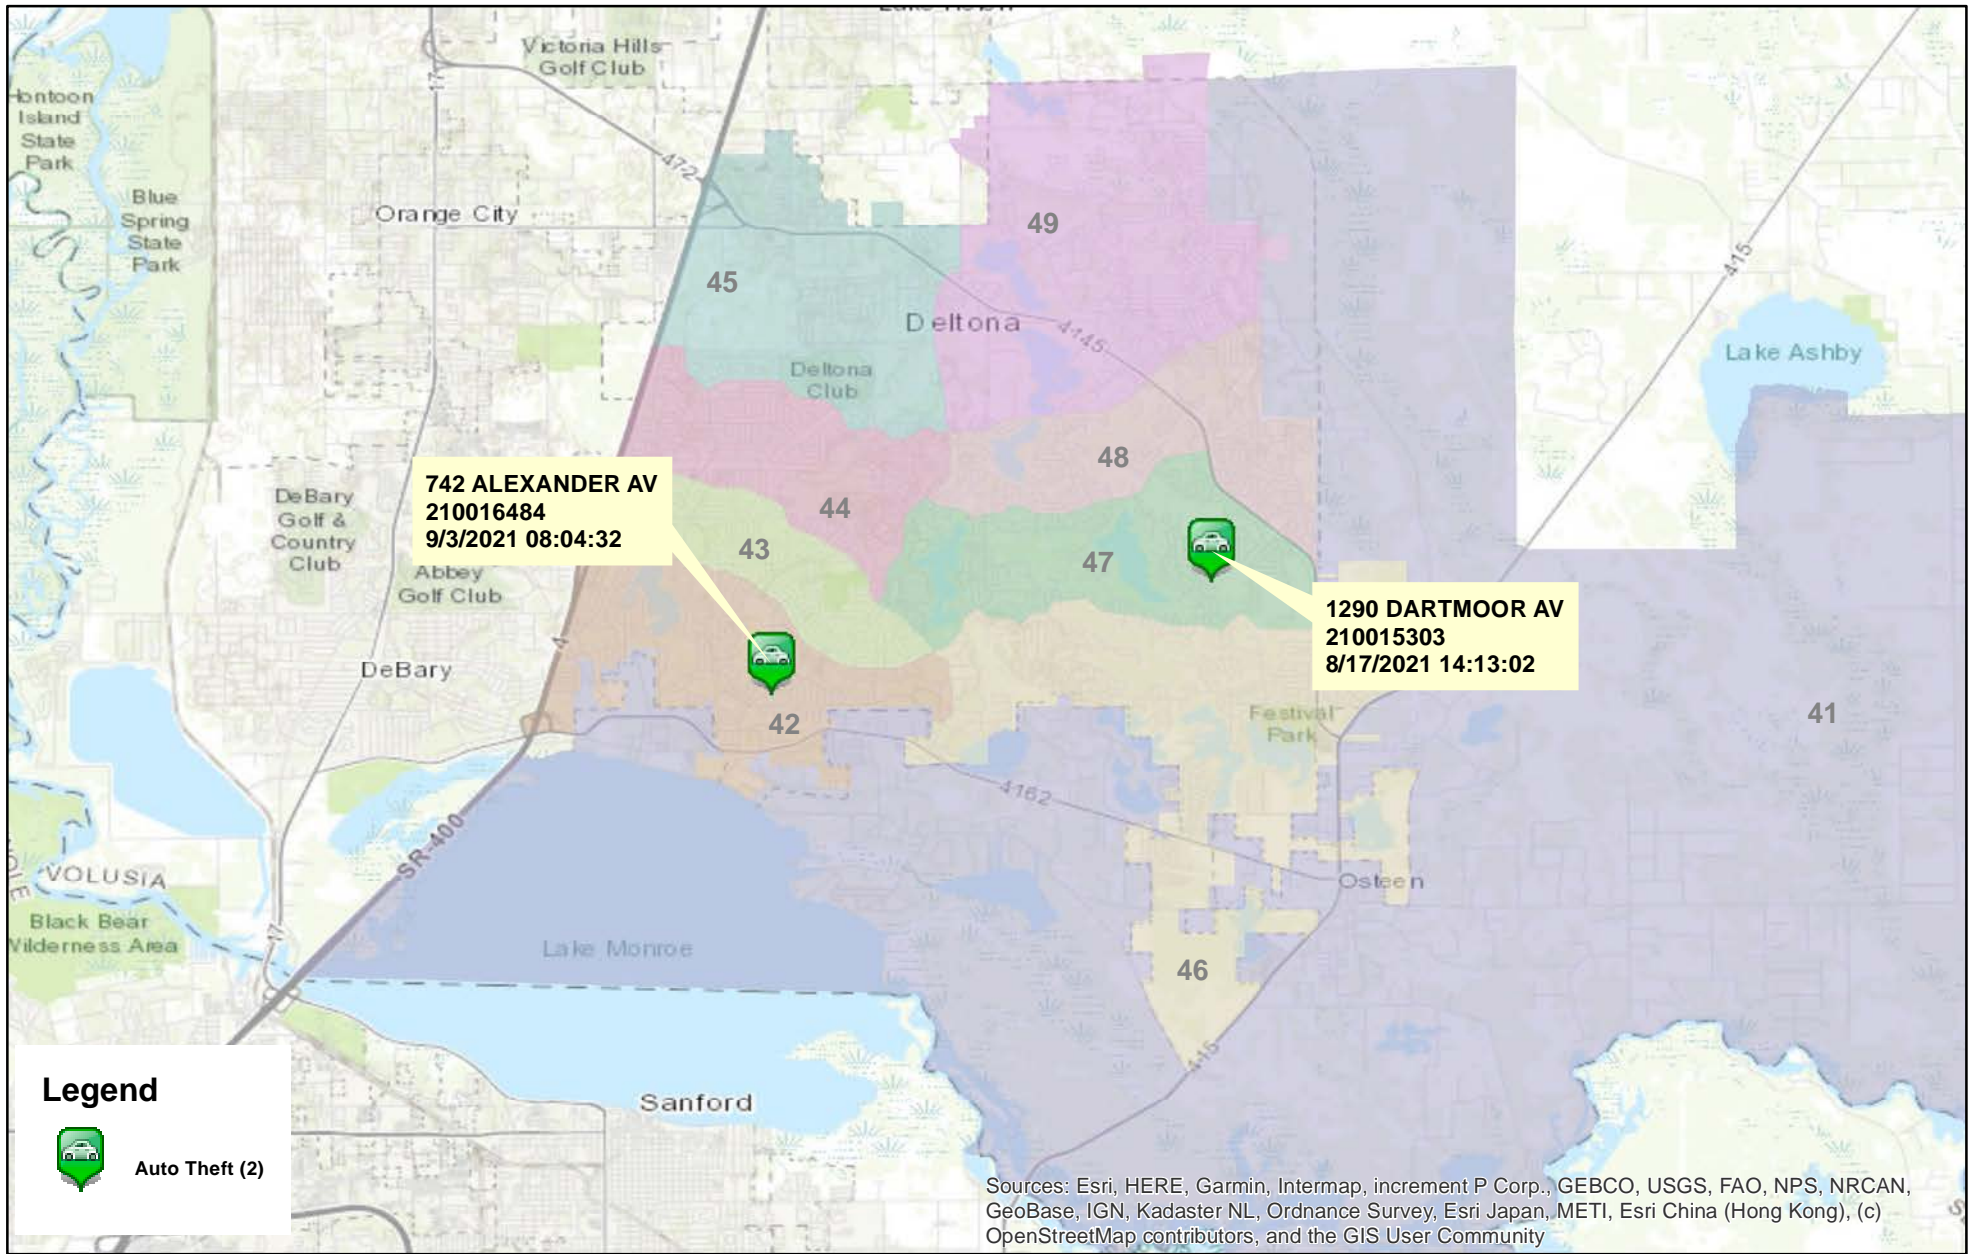 Victoria Hills
Golf Club
Hontoon
Island
State
Park
17
472
Blue
Spring
State
Park
Orange City
49
45
415
Deltona
4145
Lake Ashby
Deltona
Club
48
742 ALEXANDER AV
210016484
9/3/2021 08:04:32
DeBary
Golf &
Country
Club
44
43
47
Abbey
Golf Club
1290 DARTMOOR AV
210015303
8/17/2021 14:13:02
4
DeBary
42
Festival
Park
41
4162
SR-400
VOLUSIA
Osteen
Black Bear
Wilderness Area
17
Lake Monroe
46
415
Legend
Auto Theft (2)
Sanford
Sources: Esri, HERE, Garmin, Intermap, increment P Corp., GEBCO, USGS, FAO, NPS, NRCAN,
GeoBase, IGN, Kadaster NL, Ordnance Survey, Esri Japan, METI, Esri China (Hong Kong), (c)
OpenStreetMap contributors, and the GIS User Community